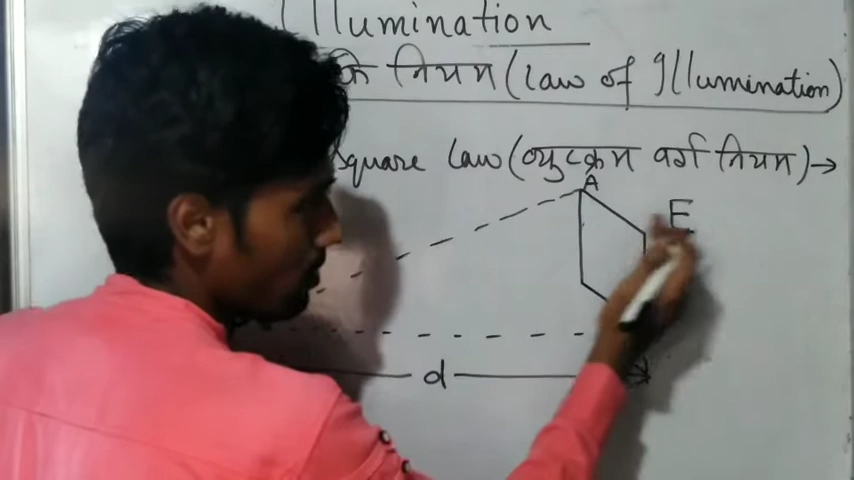 Illumination
के नियम (Law of Illumination)
Square Law (व्युत्क्रम वर्ग नियम) →
A
E
d